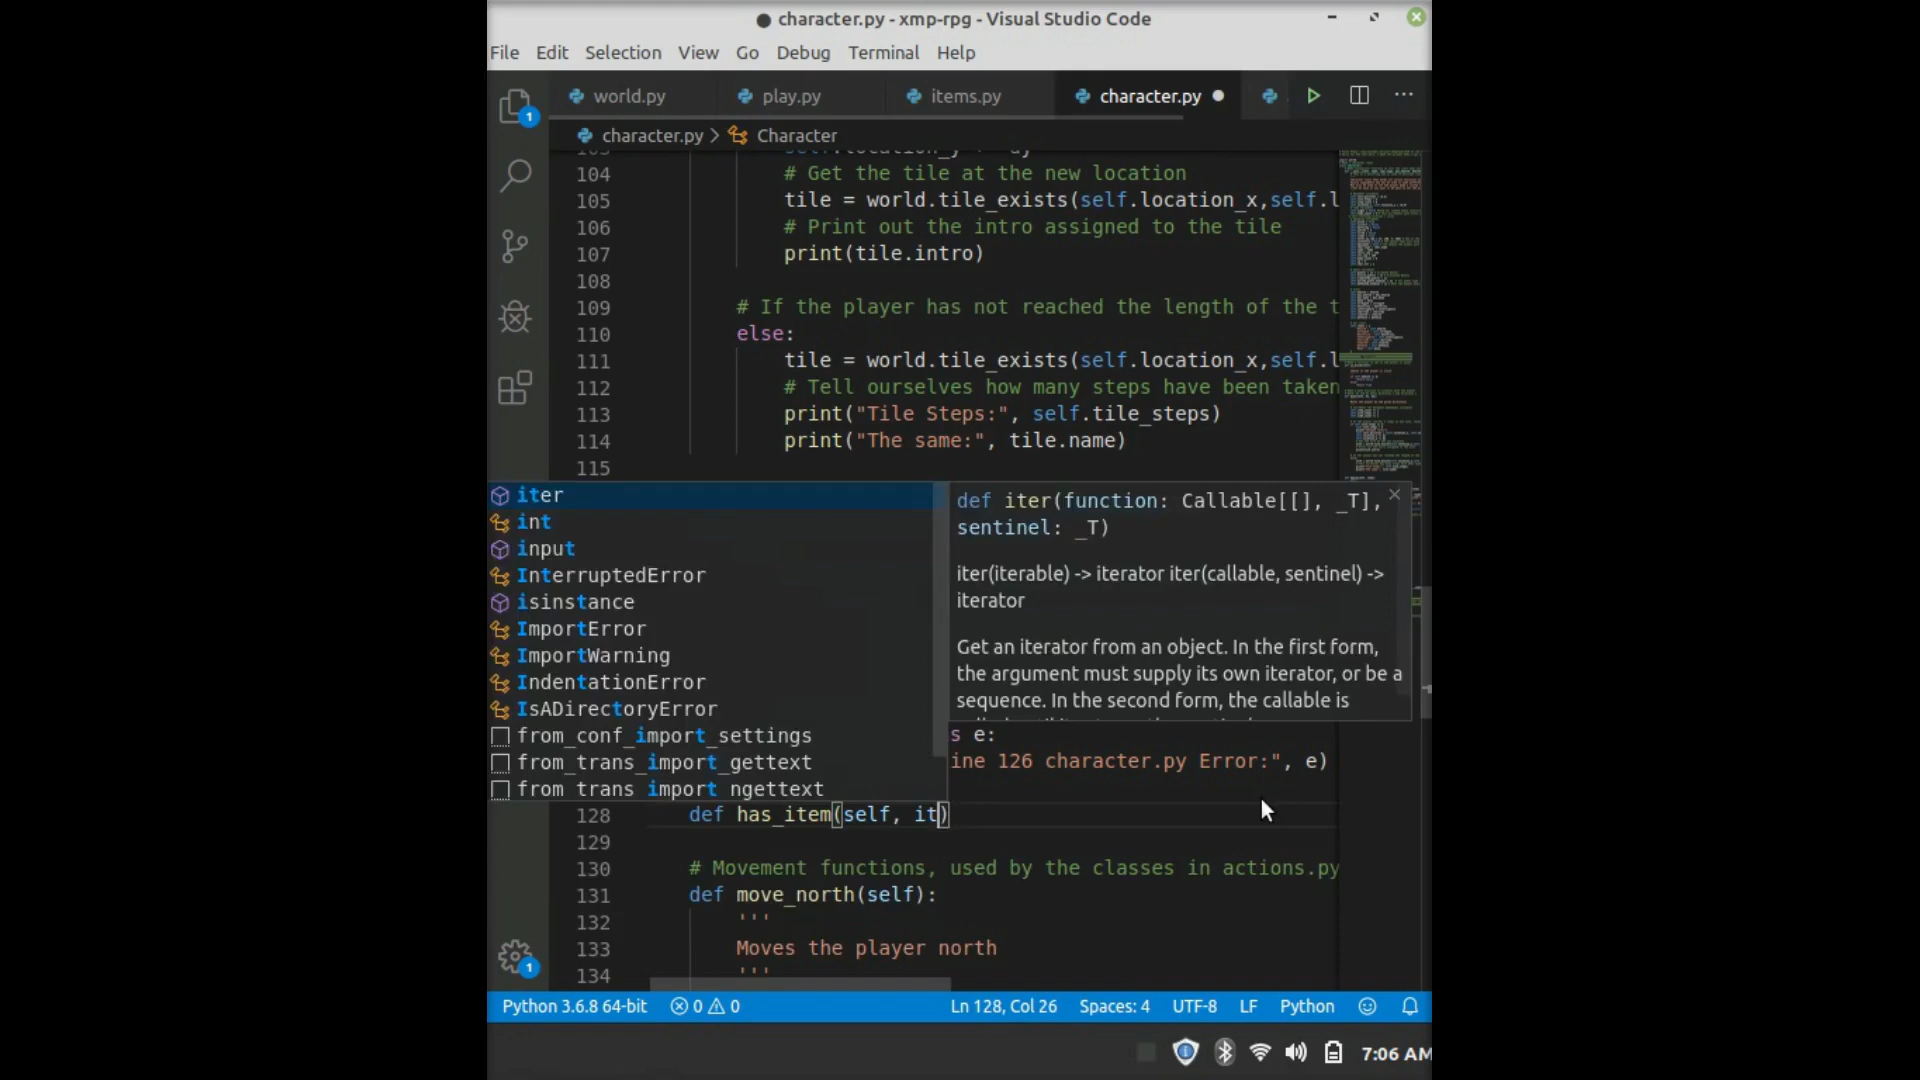 character.py - xmp-rpg - Visual Studio Code
File Edit Selection View Go Debug Terminal Help
world.py play.py items.py character.py
1
character.py > Character
104 # Get the tile at the new location
105 tile = world.tile_exists(self.location_x,self.l
106 # Print out the intro assigned to the tile
107 print(tile.intro)
108
109 # If the player has not reached the length of the t
110 else:
111 tile = world.tile_exists(self.location_x,self.l
112 # Tell ourselves how many steps have been taken
113 print("Tile Steps:", self.tile_steps)
114 print("The same:", tile.name)
115
iter
int
input
InterruptedError
isinstance
ImportError
ImportWarning
IndentationError
IsADirectoryError
from_conf_import_settings
from_trans_import_gettext
from_trans_import_ngettext
def iter(function: Callable[[], _T],
sentinel: _T)
iter(iterable) -> iterator iter(callable, sentinel) ->
iterator
Get an iterator from an object. In the first form,
the argument must supply its own iterator, or be a
sequence. In the second form, the callable is
s e:
ine 126 character.py Error:", e)
128 def has_item(self, it)
129
130 # Movement functions, used by the classes in actions.py
131 def move_north(self):
132 '''
133 Moves the player north
134 '''
1
Python 3.6.8 64-bit 0 0 Ln 128, Col 26 Spaces: 4 UTF-8 LF Python
7:06 AM